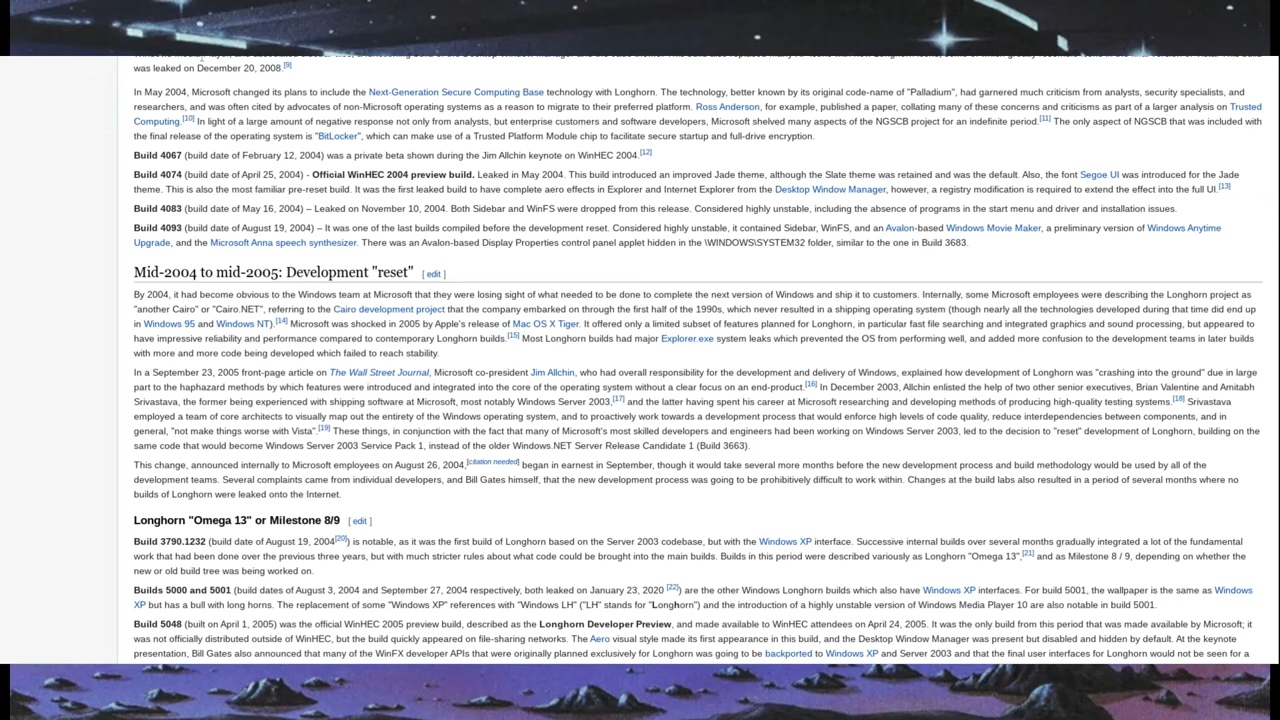 was leaked on December 20, 2008.[9]
In May 2004, Microsoft changed its plans to include the Next-Generation Secure Computing Base technology with Longhorn. The technology, better known by its original code-name of "Palladium", had garnered much criticism from analysts, security specialists, and
researchers, and was often cited by advocates of non-Microsoft operating systems as a reason to migrate to their preferred platform. Ross Anderson, for example, published a paper, collating many of these concerns and criticisms as part of a larger analysis on Trusted
Computing.[10] In light of a large amount of negative response not only from analysts, but enterprise customers and software developers, Microsoft shelved many aspects of the NGSCB project for an indefinite period.[11] The only aspect of NGSCB that was included with
the final release of the operating system is "BitLocker", which can make use of a Trusted Platform Module chip to facilitate secure startup and full-drive encryption.
Build 4067 (build date of February 12, 2004) was a private beta shown during the Jim Allchin keynote on WinHEC 2004.[12]
Build 4074 (build date of April 25, 2004) - Official WinHEC 2004 preview build. Leaked in May 2004. This build introduced an improved Jade theme, although the Slate theme was retained and was the default. Also, the font Segoe UI was introduced for the Jade
theme. This is also the most familiar pre-reset build. It was the first leaked build to have complete aero effects in Explorer and Internet Explorer from the Desktop Window Manager, however, a registry modification is required to extend the effect into the full UI.[13]
Build 4083 (build date of May 16, 2004) – Leaked on November 10, 2004. Both Sidebar and WinFS were dropped from this release. Considered highly unstable, including the absence of programs in the start menu and driver and installation issues.
Build 4093 (build date of August 19, 2004) – It was one of the last builds compiled before the development reset. Considered highly unstable, it contained Sidebar, WinFS, and an Avalon-based Windows Movie Maker, a preliminary version of Windows Anytime
Upgrade, and the Microsoft Anna speech synthesizer. There was an Avalon-based Display Properties control panel applet hidden in the \WINDOWS\SYSTEM32 folder, similar to the one in Build 3683.
Mid-2004 to mid-2005: Development "reset" [ edit ]
By 2004, it had become obvious to the Windows team at Microsoft that they were losing sight of what needed to be done to complete the next version of Windows and ship it to customers. Internally, some Microsoft employees were describing the Longhorn project as
"another Cairo" or "Cairo.NET", referring to the Cairo development project that the company embarked on through the first half of the 1990s, which never resulted in a shipping operating system (though nearly all the technologies developed during that time did end up
in Windows 95 and Windows NT).[14] Microsoft was shocked in 2005 by Apple's release of Mac OS X Tiger. It offered only a limited subset of features planned for Longhorn, in particular fast file searching and integrated graphics and sound processing, but appeared to
have impressive reliability and performance compared to contemporary Longhorn builds.[15] Most Longhorn builds had major Explorer.exe system leaks which prevented the OS from performing well, and added more confusion to the development teams in later builds
with more and more code being developed which failed to reach stability.
In a September 23, 2005 front-page article on The Wall Street Journal, Microsoft co-president Jim Allchin, who had overall responsibility for the development and delivery of Windows, explained how development of Longhorn was "crashing into the ground" due in large
part to the haphazard methods by which features were introduced and integrated into the core of the operating system without a clear focus on an end-product.[16] In December 2003, Allchin enlisted the help of two other senior executives, Brian Valentine and Amitabh
Srivastava, the former being experienced with shipping software at Microsoft, most notably Windows Server 2003,[17] and the latter having spent his career at Microsoft researching and developing methods of producing high-quality testing systems.[18] Srivastava
employed a team of core architects to visually map out the entirety of the Windows operating system, and to proactively work towards a development process that would enforce high levels of code quality, reduce interdependencies between components, and in
general, "not make things worse with Vista".[19] These things, in conjunction with the fact that many of Microsoft's most skilled developers and engineers had been working on Windows Server 2003, led to the decision to "reset" development of Longhorn, building on the
same code that would become Windows Server 2003 Service Pack 1, instead of the older Windows.NET Server Release Candidate 1 (Build 3663).
This change, announced internally to Microsoft employees on August 26, 2004,[citation needed] began in earnest in September, though it would take several more months before the new development process and build methodology would be used by all of the
development teams. Several complaints came from individual developers, and Bill Gates himself, that the new development process was going to be prohibitively difficult to work within. Changes at the build labs also resulted in a period of several months where no
builds of Longhorn were leaked onto the Internet.
Longhorn "Omega 13" or Milestone 8/9 [ edit ]
Build 3790.1232 (build date of August 19, 2004[20]) is notable, as it was the first build of Longhorn based on the Server 2003 codebase, but with the Windows XP interface. Successive internal builds over several months gradually integrated a lot of the fundamental
work that had been done over the previous three years, but with much stricter rules about what code could be brought into the main builds. Builds in this period were described variously as Longhorn "Omega 13",[21] and as Milestone 8 / 9, depending on whether the
new or old build tree was being worked on.
Builds 5000 and 5001 (build dates of August 3, 2004 and September 27, 2004 respectively, both leaked on January 23, 2020 [22]) are the other Windows Longhorn builds which also have Windows XP interfaces. For build 5001, the wallpaper is the same as Windows
XP but has a bull with long horns. The replacement of some "Windows XP" references with "Windows LH" ("LH" stands for "Longhorn") and the introduction of a highly unstable version of Windows Media Player 10 are also notable in build 5001.
Build 5048 (built on April 1, 2005) was the official WinHEC 2005 preview build, described as the Longhorn Developer Preview, and made available to WinHEC attendees on April 24, 2005. It was the only build from this period that was made available by Microsoft; it
was not officially distributed outside of WinHEC, but the build quickly appeared on file-sharing networks. The Aero visual style made its first appearance in this build, and the Desktop Window Manager was present but disabled and hidden by default. At the keynote
presentation, Bill Gates also announced that many of the WinFX developer APIs that were originally planned exclusively for Longhorn was going to be backported to Windows XP and Server 2003 and that the final user interfaces for Longhorn would not be seen for a